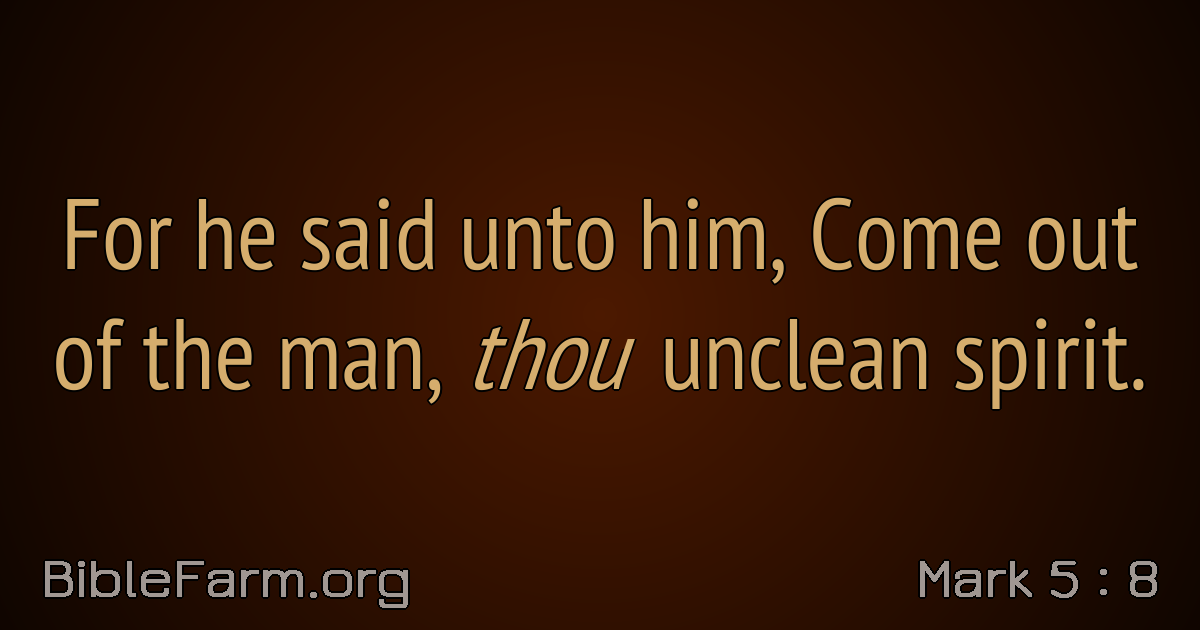 For he said unto him, Come out
of the man, thou unclean spirit.
BibleFarm.org
Mark 5 : 8